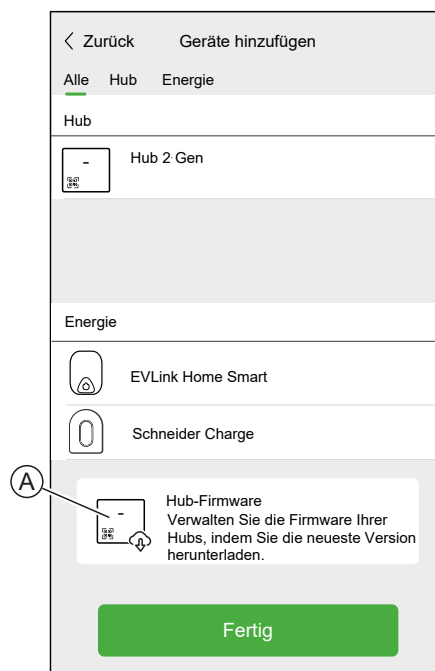 Zurück Geräte hinzufügen
Alle Hub Energie
Hub
Hub 2 Gen
Energie
EVLink Home Smart
Schneider Charge
A
Hub-Firmware
Verwalten Sie die Firmware Ihrer
Hubs, indem Sie die neueste Version
herunterladen.
Fertig